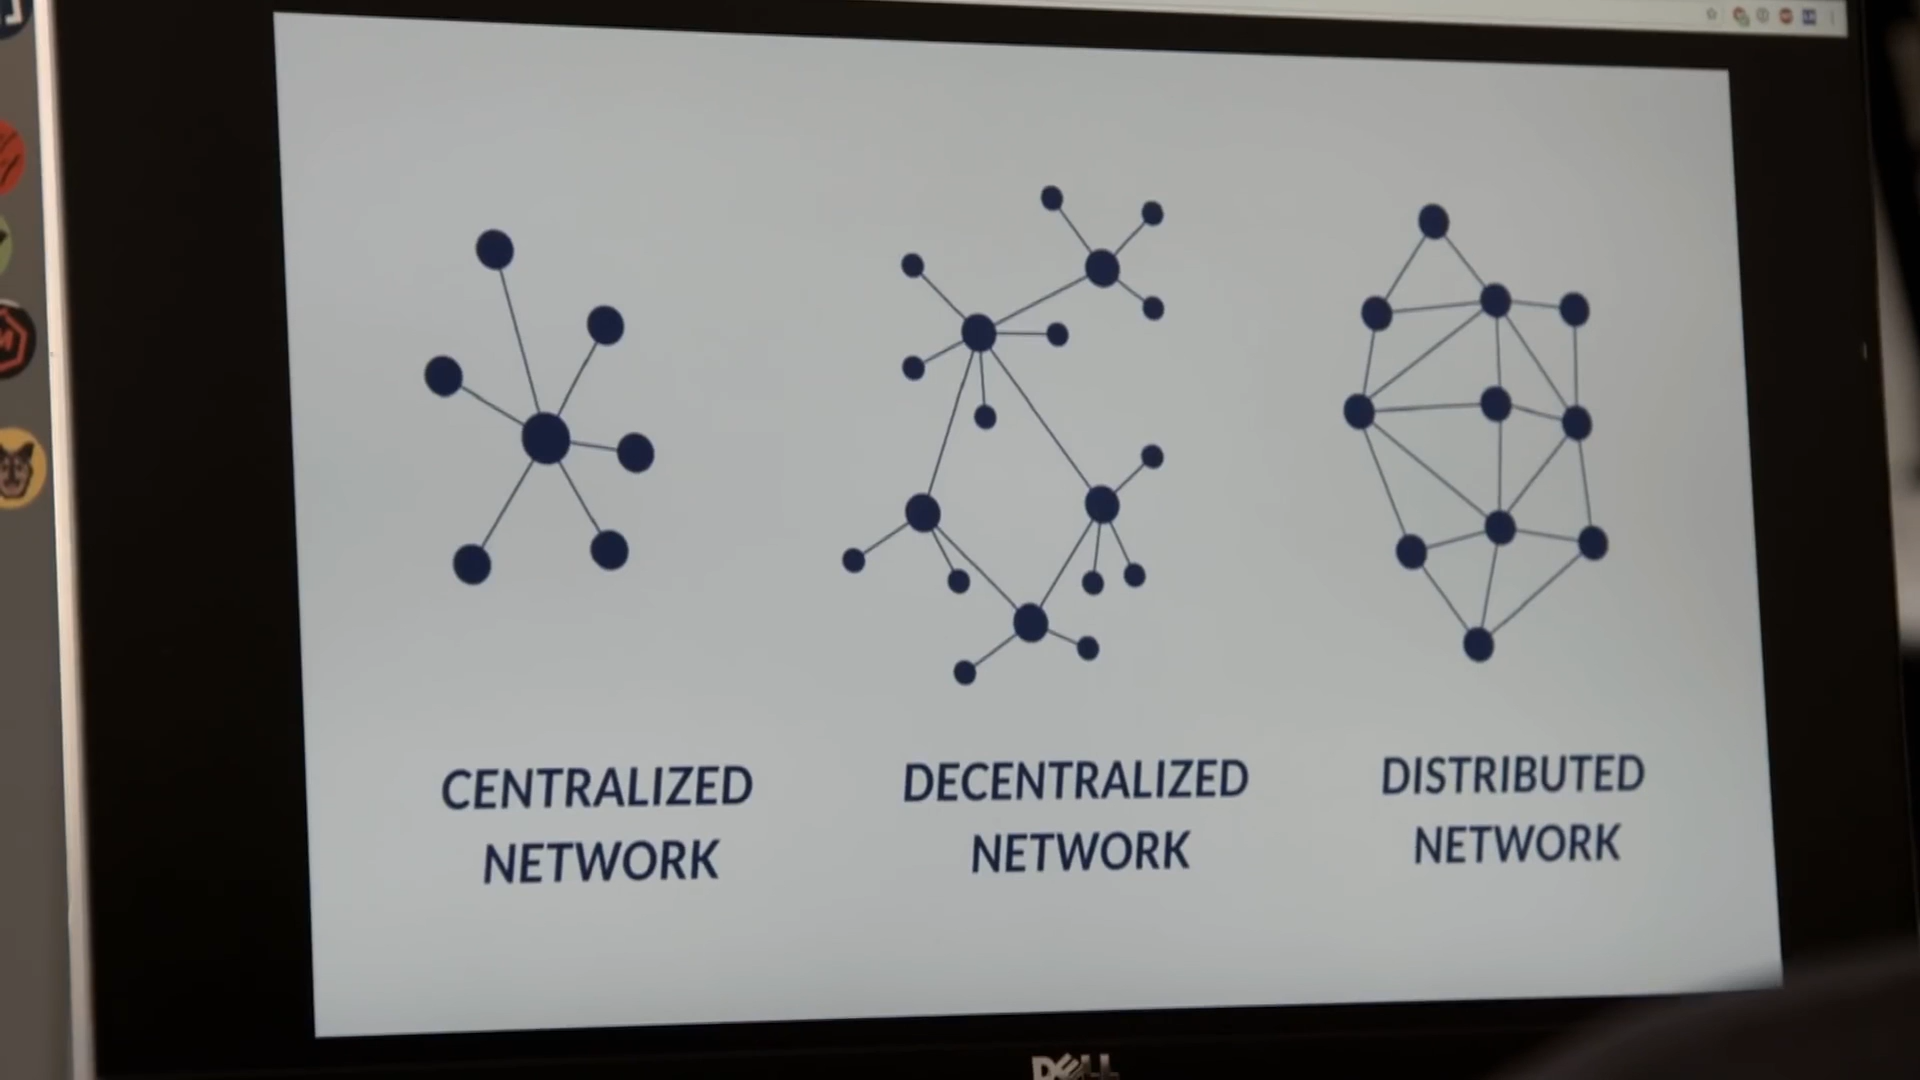 CENTRALIZED
NETWORK
DECENTRALIZED
NETWORK
DISTRIBUTED
NETWORK
DELL